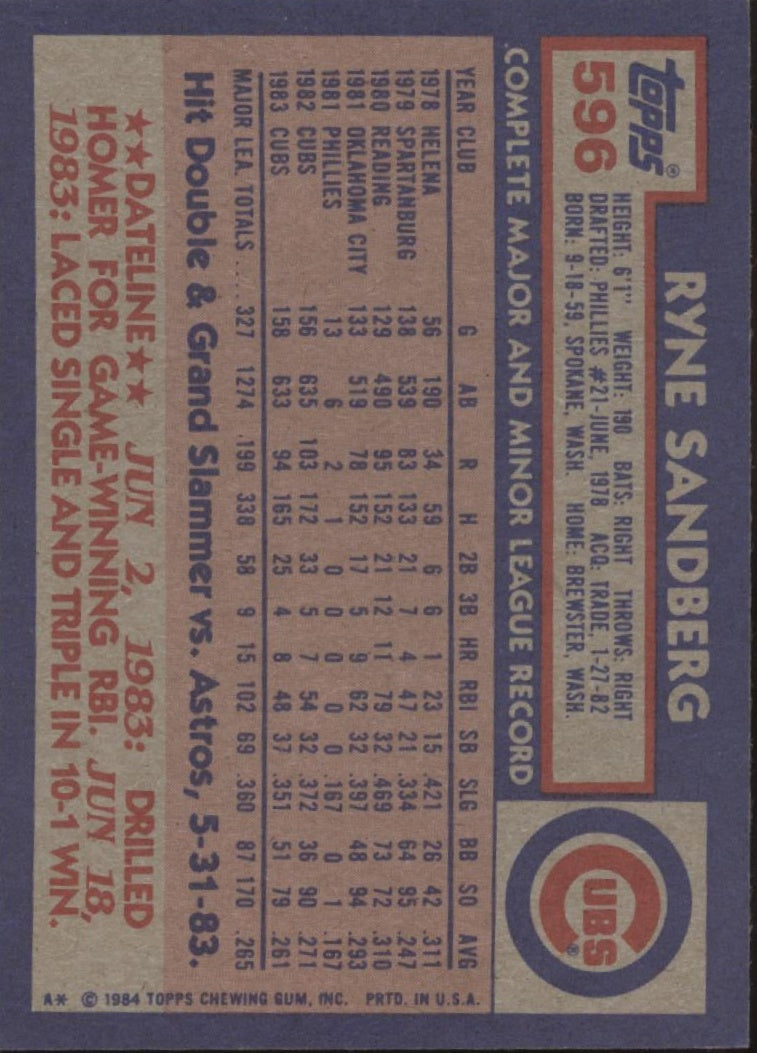 topps®
596
RYNE SANDBERG
HEIGHT: 6'1" WEIGHT: 190 BATS: RIGHT THROWS: RIGHT
DRAFTED: PHILLIES #21-JUNE, 1978 ACQ: TRADE, 1-27-82
BORN: 9-18-59, SPOKANE, WASH. HOME: BREWSTER, WASH.
CUBS®
COMPLETE MAJOR AND MINOR LEAGUE RECORD
YEAR CLUB G AB R H 2B 3B HR RBI SB SLG BB SO AVG
1978 HELENA 56 190 34 59 6 6 1 23 15 .421 26 42 .311
1979 SPARTANBURG 138 539 83 133 21 7 4 47 21 .334 64 95 .247
1980 READING 129 490 95 152 21 12 11 79 32 .469 73 72 .310
1981 OKLAHOMA CITY 133 519 78 152 17 5 9 62 32 .397 48 94 .293
1981 PHILLIES 13 6 2 1 0 0 0 0 0 .167 0 1 .167
1982 CUBS 156 635 103 172 33 5 7 54 32 .372 36 90 .271
1983 CUBS 158 633 94 165 25 4 8 48 37 .351 51 79 .261
MAJOR LEA. TOTALS .... 327 1274 199 338 58 9 15 102 69 .360 87 170 .265
Hit Double & Grand Slammer vs. Astros, 5-31-83.
★★DATELINE★★ JUN 2, 1983: DRILLED
HOMER FOR GAME-WINNING RBI. JUN 18,
1983: LACED SINGLE AND TRIPLE IN 10-1 WIN.
A* © 1984 TOPPS CHEWING GUM, INC. PRTD. IN U.S.A.